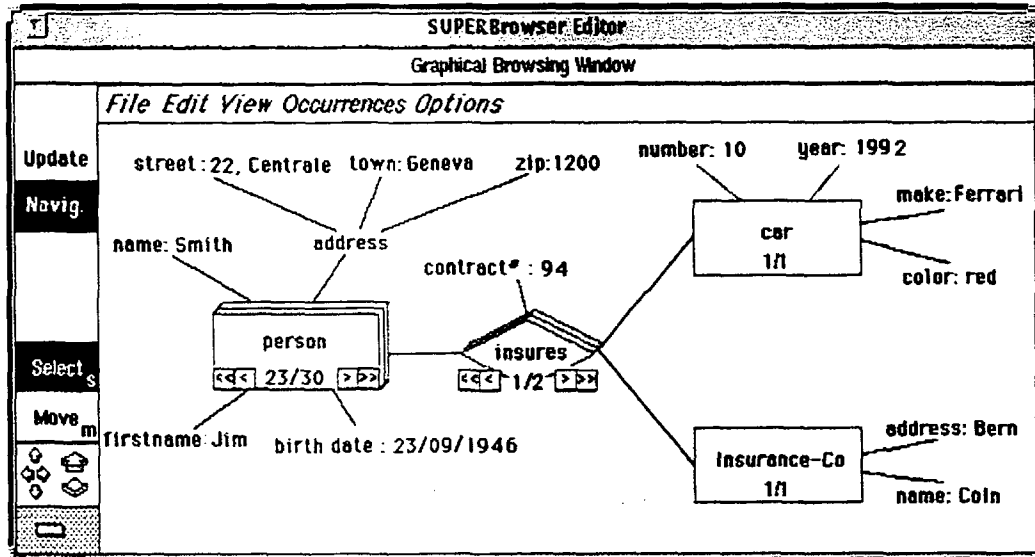 SUPERBrowser Editor
Graphical Browsing Window
File Edit View Occurrences Options
Update
Navig.
Select s
Move m
street: 22, Centrale town: Geneva zip: 1200
name: Smith
address
person
<< < 23/30 > >>
firstname: Jim
birth date : 23/09/1946
contract# : 94
insures
<< < 1/2 > >>
number: 10 year: 1992
make: Ferrari
car
1/1
color: red
address: Bern
Insurance-Co
1/1
name: Coin